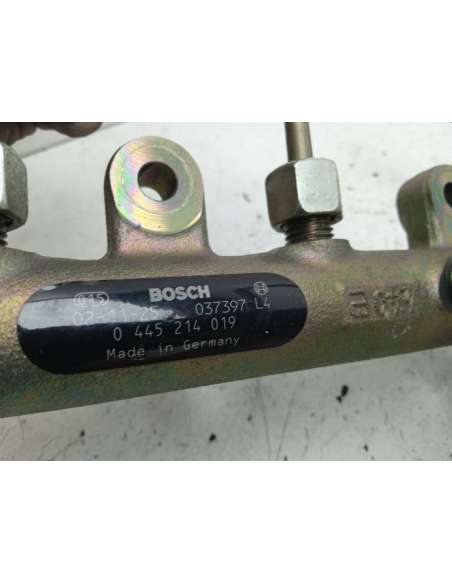 015 BOSCH
02-11-25 037397 L4
0 445 214 019
Made in Germany